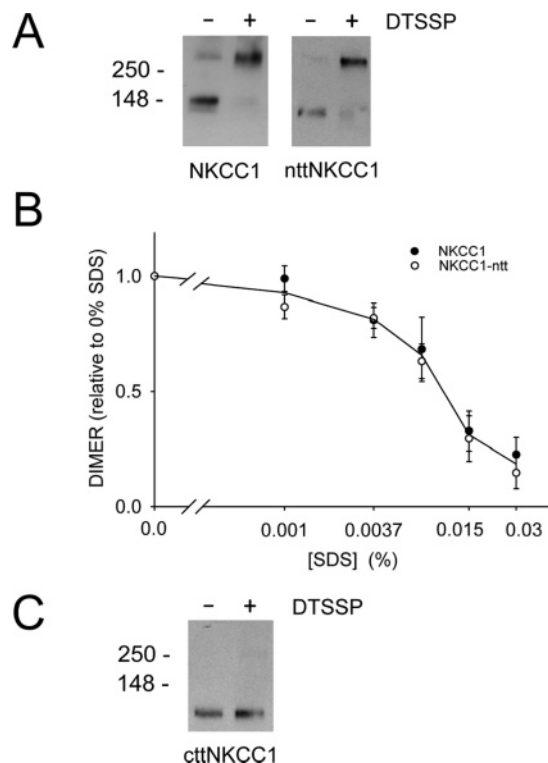 A
− + DTSSP − +
250 -
148 -
NKCC1 nttNKCC1
B
NKCC1
NKCC1-ntt
1.0
0.5
0.0
DIMER (relative to 0% SDS)
0.0 0.001 0.0037 0.015 0.03
[SDS] (%)
C
− + DTSSP
250 -
148 -
cttNKCC1